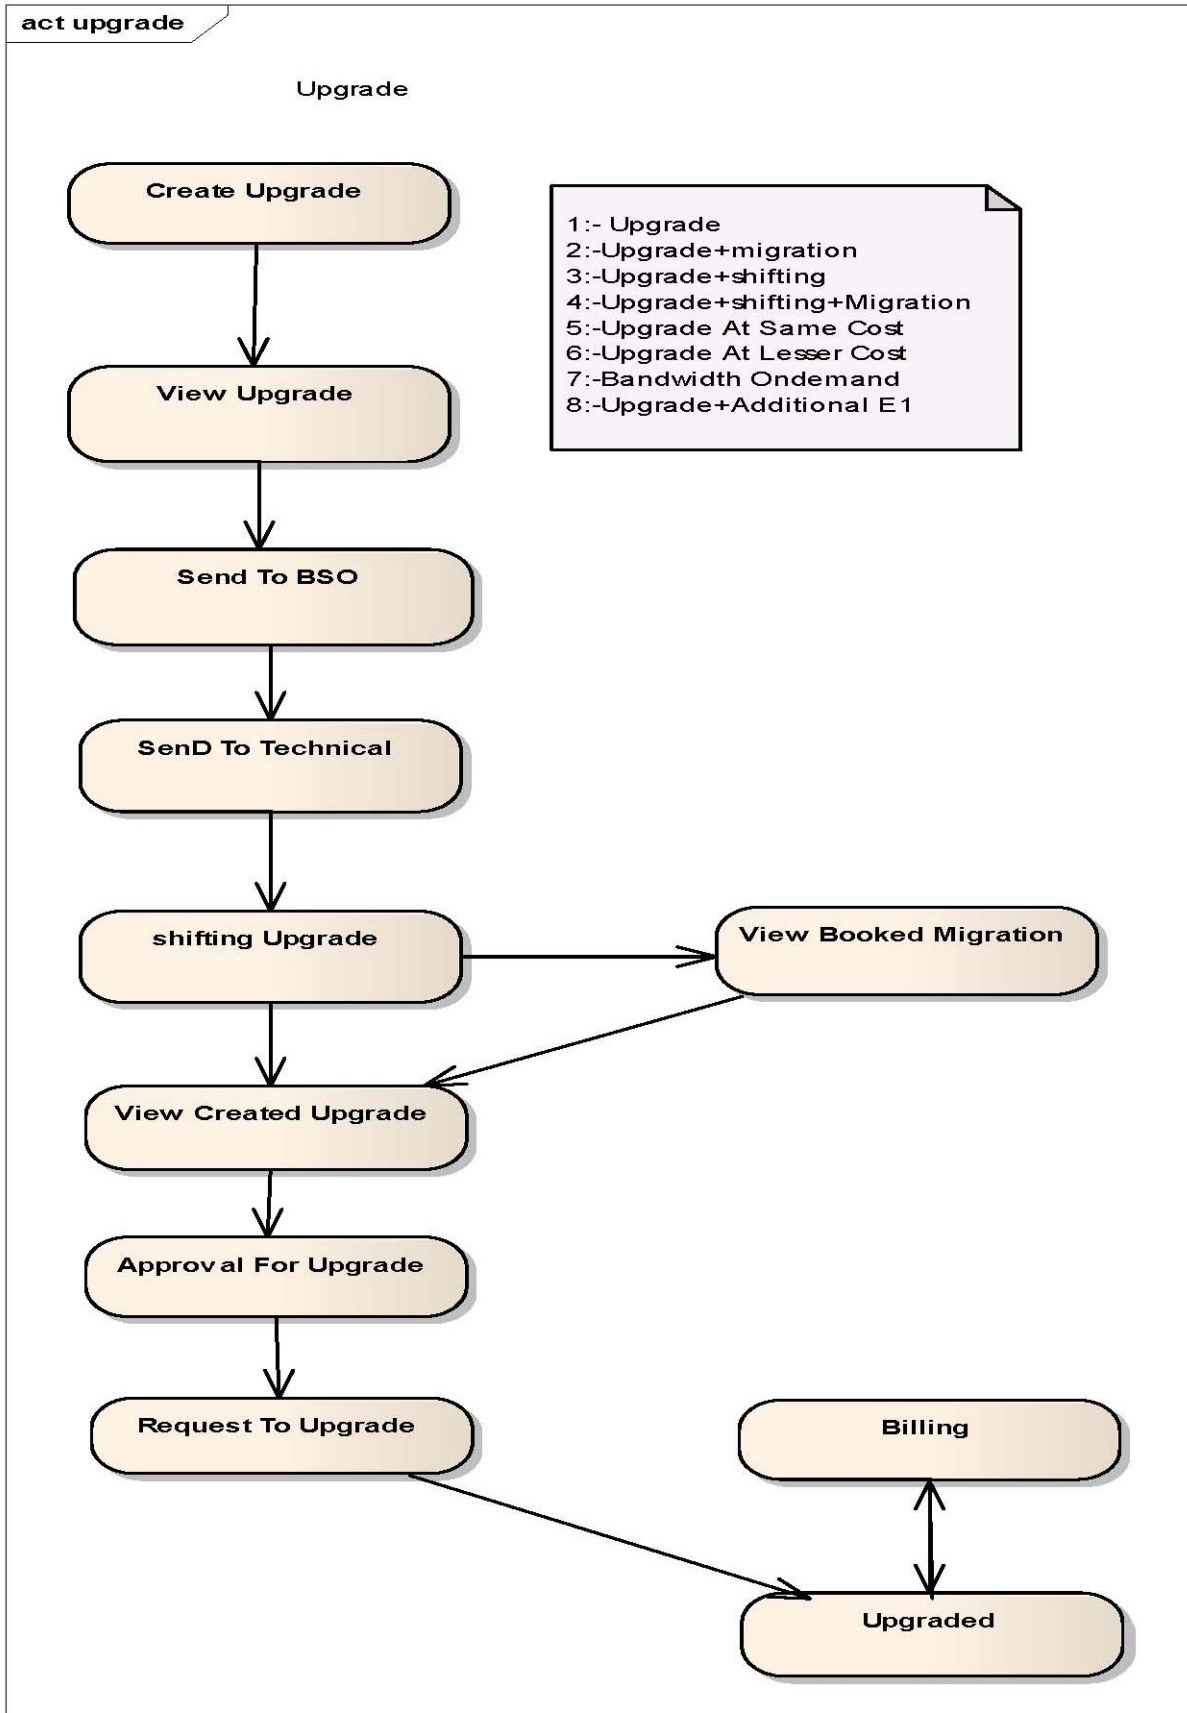 act upgrade
Upgrade
Create Upgrade
1:- Upgrade
2:-Upgrade+migration
3:-Upgrade+shifting
4:-Upgrade+shifting+Migration
5:-Upgrade At Same Cost
6:-Upgrade At Lesser Cost
7:-Bandwidth Ondemand
8:-Upgrade+Additional E1
View Upgrade
Send To BSO
SenD To Technical
shifting Upgrade
View Booked Migration
View Created Upgrade
Approval For Upgrade
Request To Upgrade
Billing
Upgraded